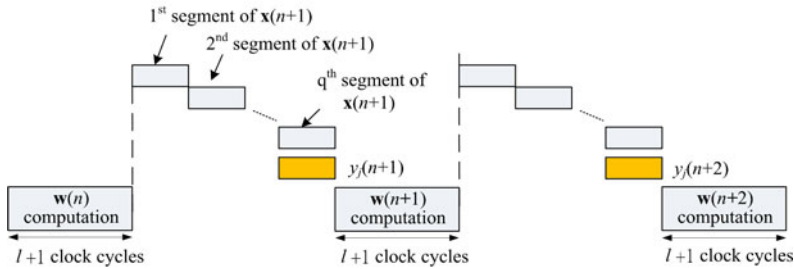 1st segment of x(n+1)
2nd segment of x(n+1)
qth segment of
x(n+1)
yj(n+1)
yj(n+2)
w(n)
computation
w(n+1)
computation
w(n+2)
computation
l +1 clock cycles
l +1 clock cycles
l +1 clock cycles